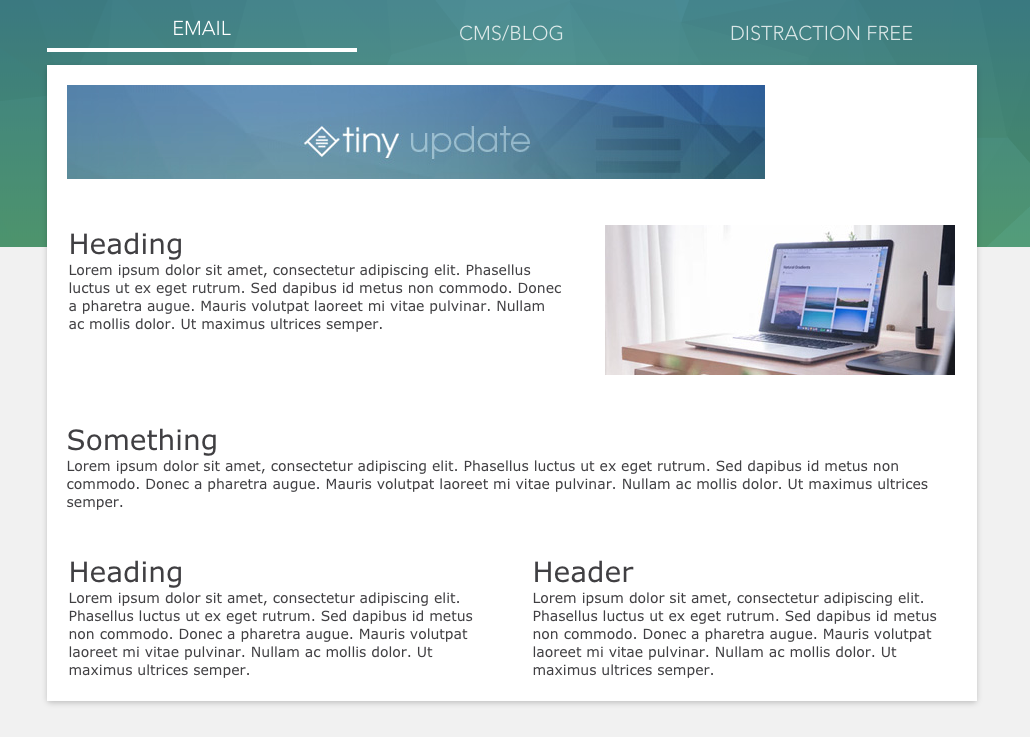 EMAIL
CMS/BLOG
DISTRACTION FREE
tiny update
Heading
Lorem ipsum dolor sit amet, consectetur adipiscing elit. Phasellus
luctus ut ex eget rutrum. Sed dapibus id metus non commodo. Donec
a pharetra augue. Mauris volutpat laoreet mi vitae pulvinar. Nullam
ac mollis dolor. Ut maximus ultrices semper.
Something
Lorem ipsum dolor sit amet, consectetur adipiscing elit. Phasellus luctus ut ex eget rutrum. Sed dapibus id metus non
commodo. Donec a pharetra augue. Mauris volutpat laoreet mi vitae pulvinar. Nullam ac mollis dolor. Ut maximus ultrices
semper.
Heading
Lorem ipsum dolor sit amet, consectetur adipiscing elit.
Phasellus luctus ut ex eget rutrum. Sed dapibus id metus
non commodo. Donec a pharetra augue. Mauris volutpat
laoreet mi vitae pulvinar. Nullam ac mollis dolor. Ut
maximus ultrices semper.
Header
Lorem ipsum dolor sit amet, consectetur adipiscing elit.
Phasellus luctus ut ex eget rutrum. Sed dapibus id metus
non commodo. Donec a pharetra augue. Mauris volutpat
laoreet mi vitae pulvinar. Nullam ac mollis dolor. Ut
maximus ultrices semper.